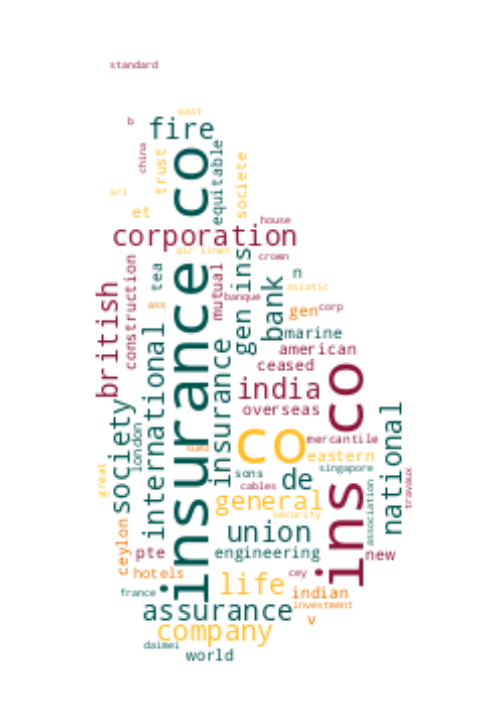 standard
east
b
fire
co
china
trust
equitable
societe
sri
et
house
corporation
air lines
crown
construction
tea
insurance
mutual
gen ins
bank
n
asiatic
banque
british
ass
gen
corp
marine
international
insurance
american
ceased
india
co
overseas
society
london
co
mercantile
national
suez
eastern
great
sons
de
singapore
travaux
cables
general
ins
association
security
ceylon
union
pte
engineering
new
hotels
cey
life
indian
france
investment
assurance
v
company
daimei
world